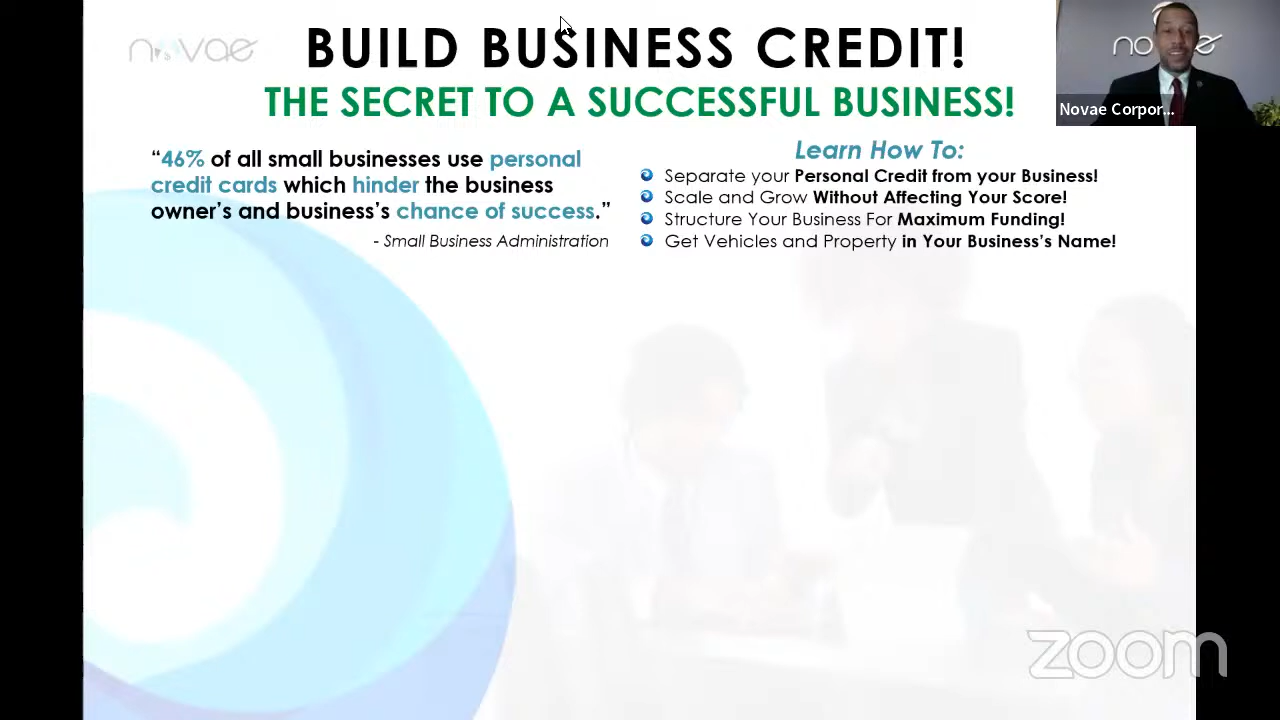 novae
BUILD BUSINESS CREDIT!
THE SECRET TO A SUCCESSFUL BUSINESS!
“46% of all small businesses use personal
credit cards which hinder the business
owner’s and business’s chance of success.”
- Small Business Administration
Learn How To:
Separate your Personal Credit from your Business!
Scale and Grow Without Affecting Your Score!
Structure Your Business For Maximum Funding!
Get Vehicles and Property in Your Business’s Name!
Novae Corpor...
zoom